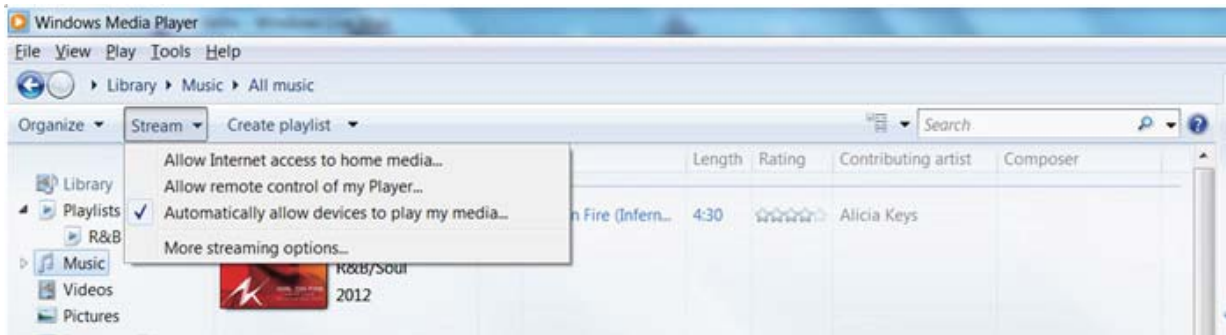 Windows Media Player
File View Play Tools Help
Library Music All music
Organize Stream Create playlist Search
Allow Internet access to home media...
Allow remote control of my Player...
Automatically allow devices to play my media...
More streaming options...
Length Rating Contributing artist Composer
Library
Playlists
n Fire (Infern... 4:30 Alicia Keys
R&B
Music
R&B/Soul
Videos
2012
Pictures